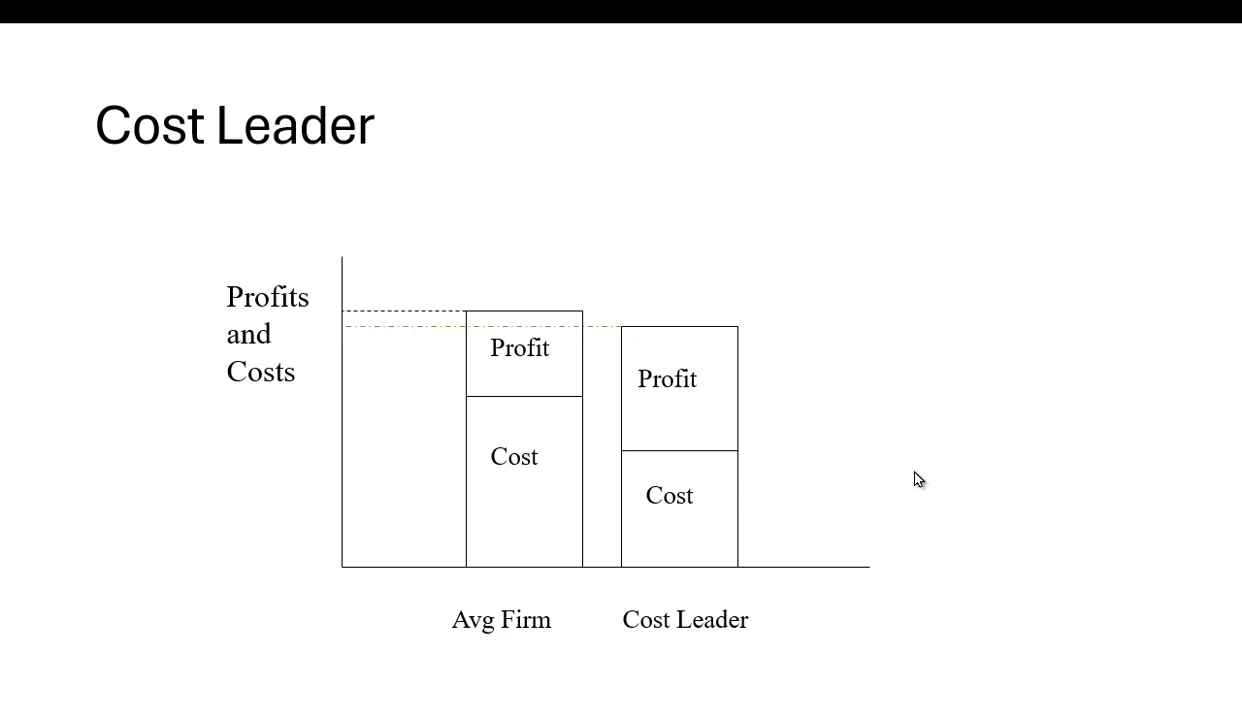 Cost Leader
Profits
and
Costs
Profit
Profit
Cost
Cost
Avg Firm
Cost Leader